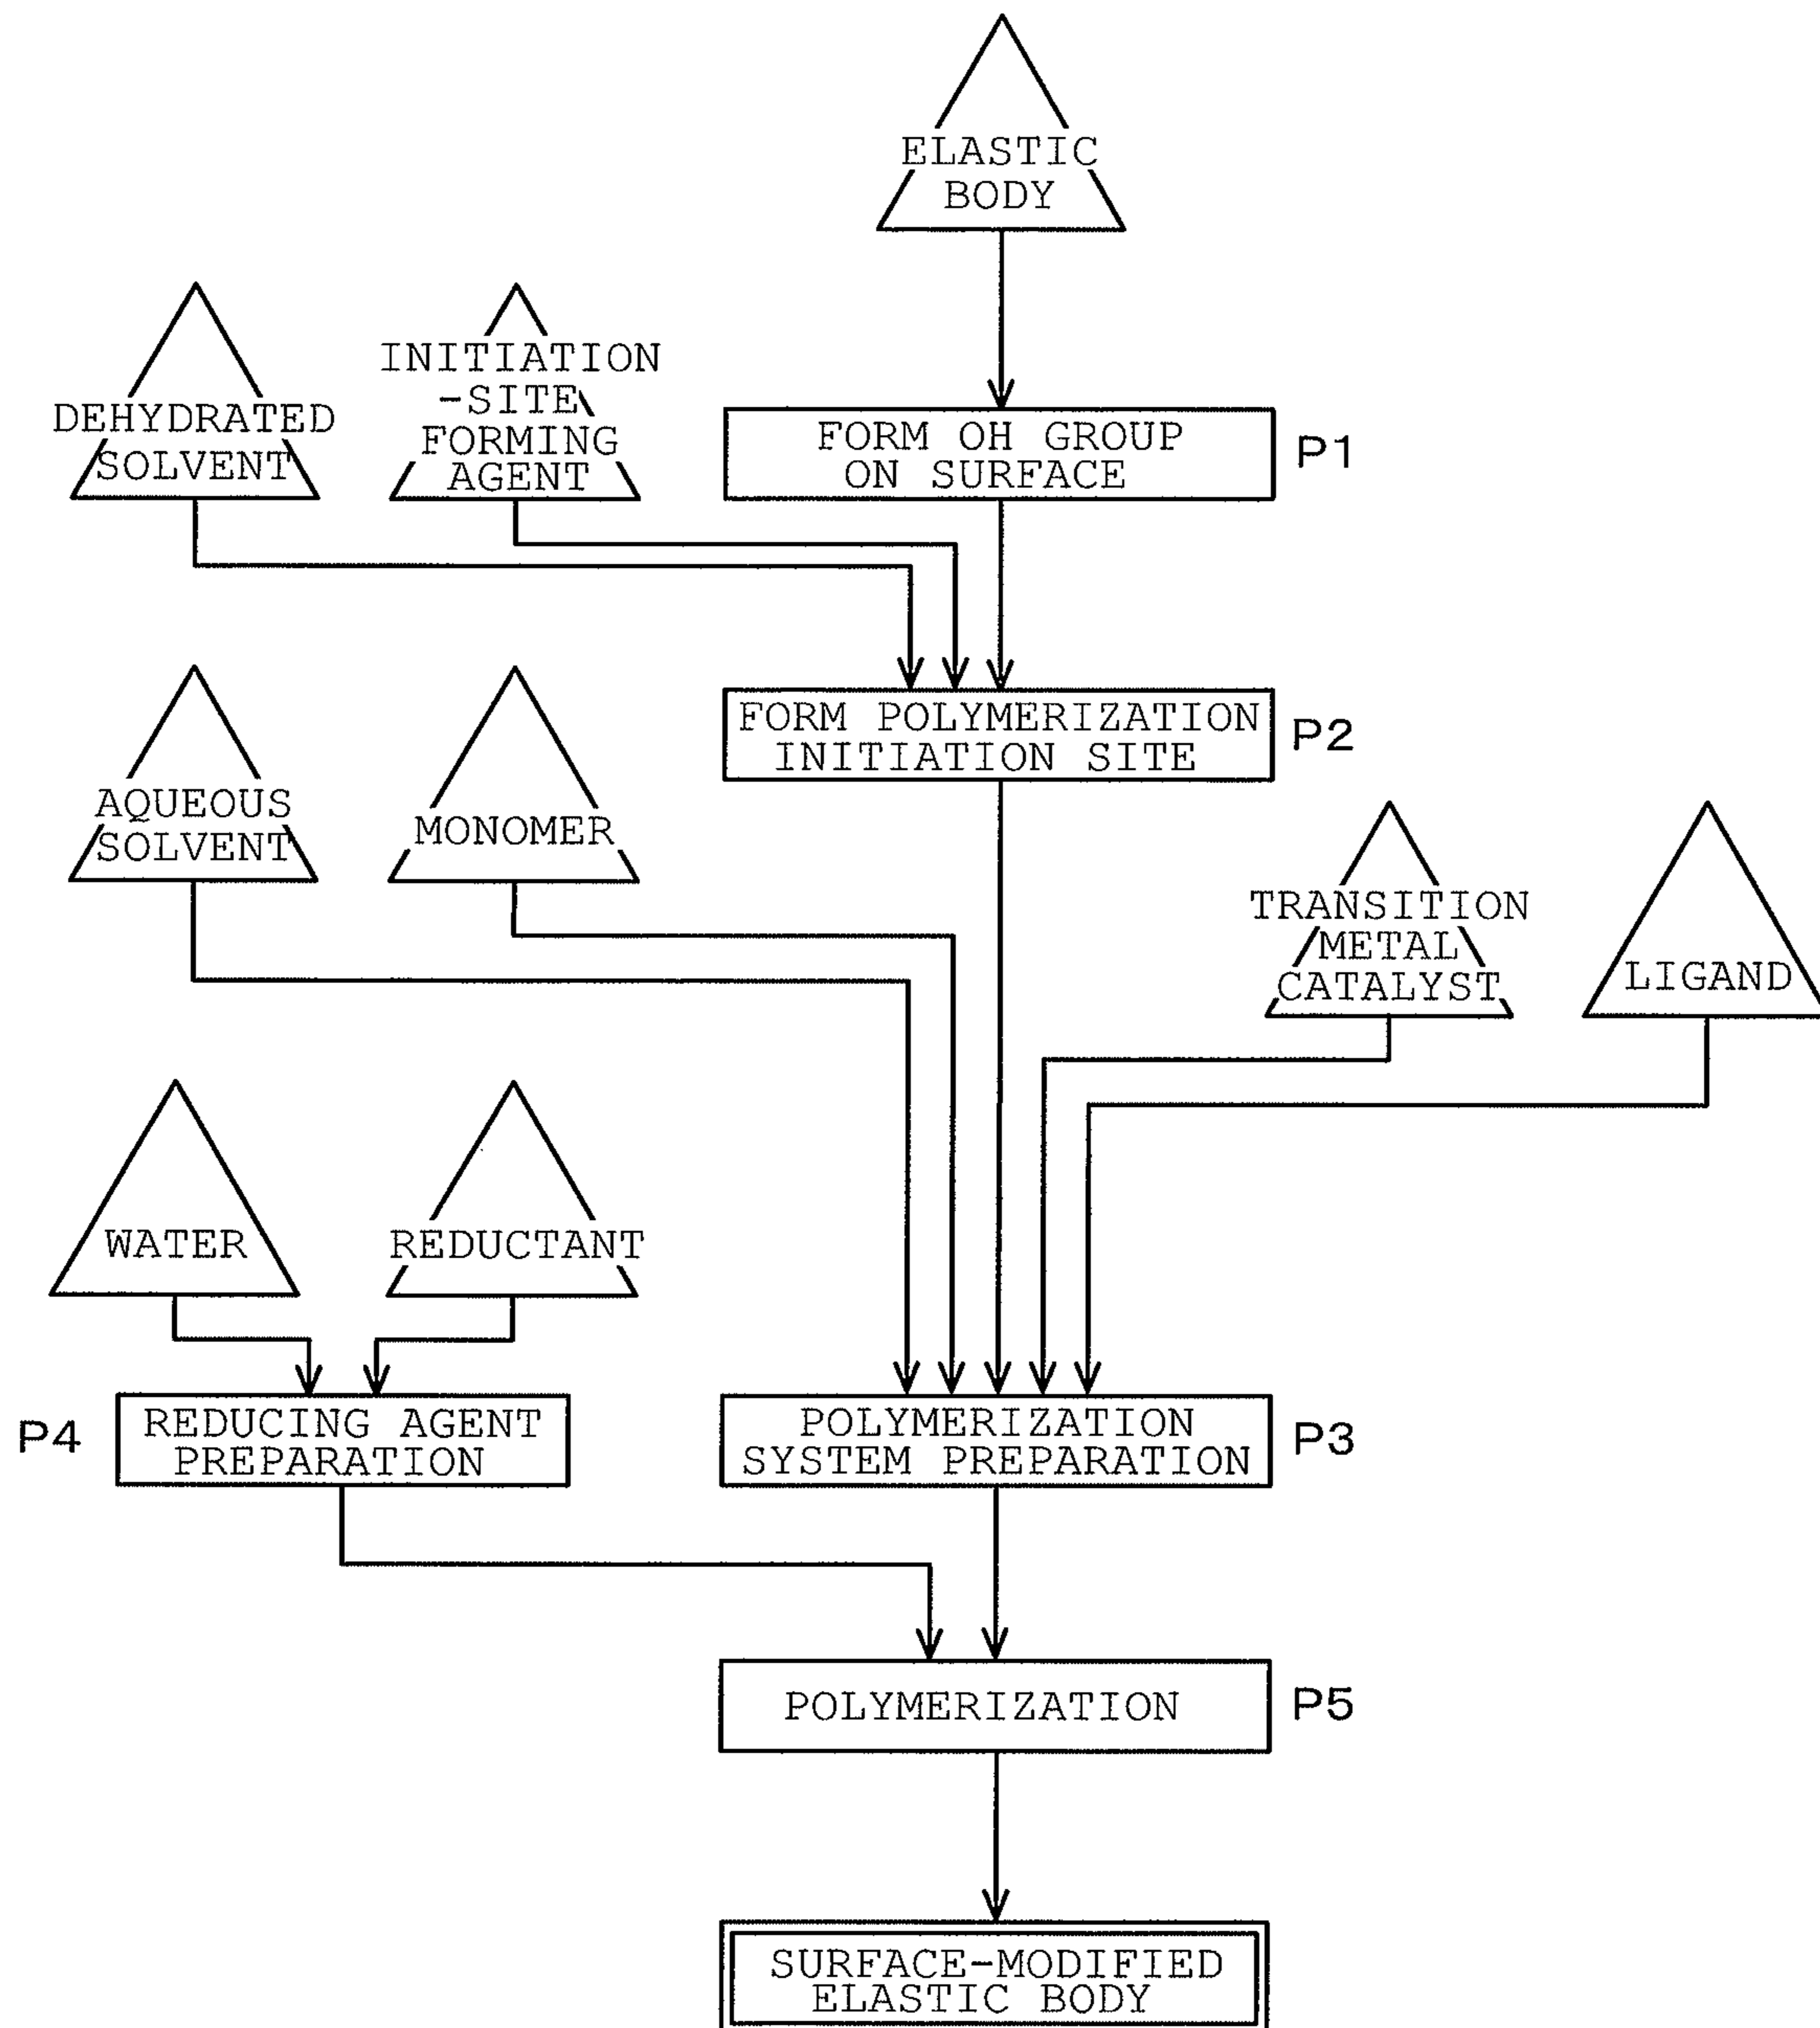 ELASTIC
BODY
DEHYDRATED
SOLVENT
INITIATION
-SITE
FORMING
AGENT
FORM OH GROUP
ON SURFACE
P1
FORM POLYMERIZATION
INITIATION SITE
P2
AQUEOUS
SOLVENT
MONOMER
TRANSITION
METAL
CATALYST
LIGAND
WATER
REDUCTANT
P4
REDUCING AGENT
PREPARATION
POLYMERIZATION
SYSTEM PREPARATION
P3
POLYMERIZATION
P5
SURFACE-MODIFIED
ELASTIC BODY